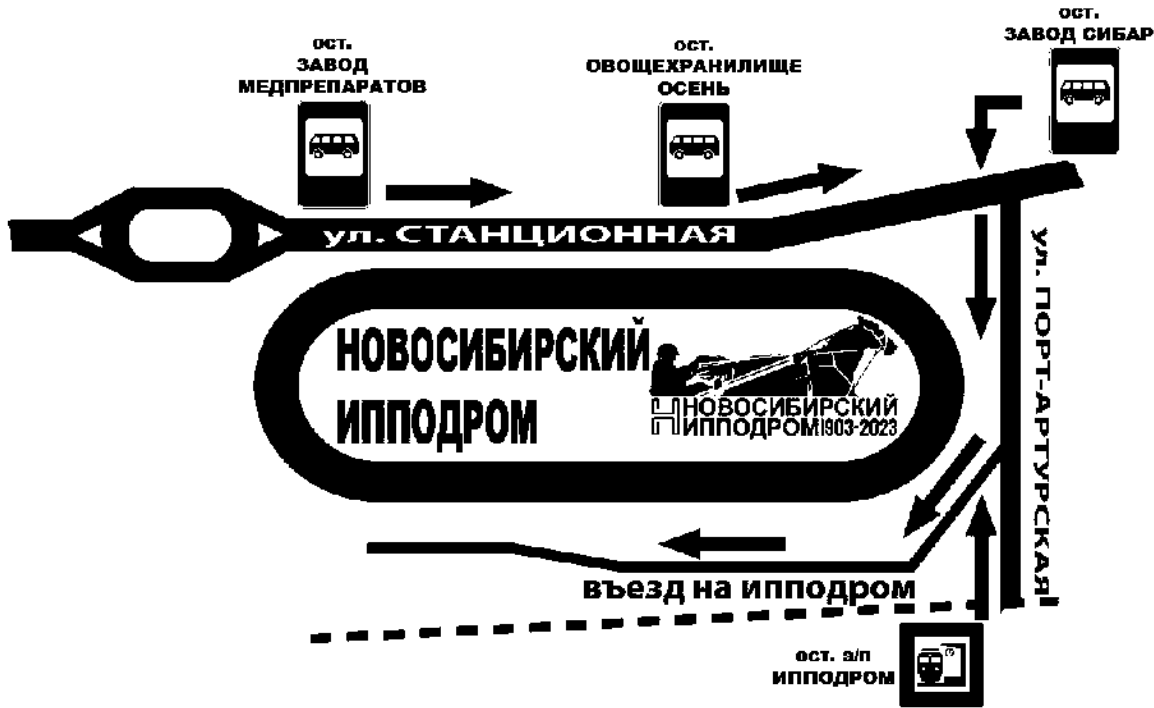 ост.
ЗАВОД
МЕДПРЕПАРАТОВ
ост.
ОВОЩЕХРАНИЛИЩЕ
ОСЕНЬ
ост.
ЗАВОД СИБАР
ул. СТАНЦИОННАЯ
ул. ПОРТ-АРТУРСКАЯ
НОВОСИБИРСКИЙ
ИППОДРОМ
НОВОСИБИРСКИЙ
ИППОДРОМ 1903-2023
въезд на ипподром
ост. э/п
ИППОДРОМ